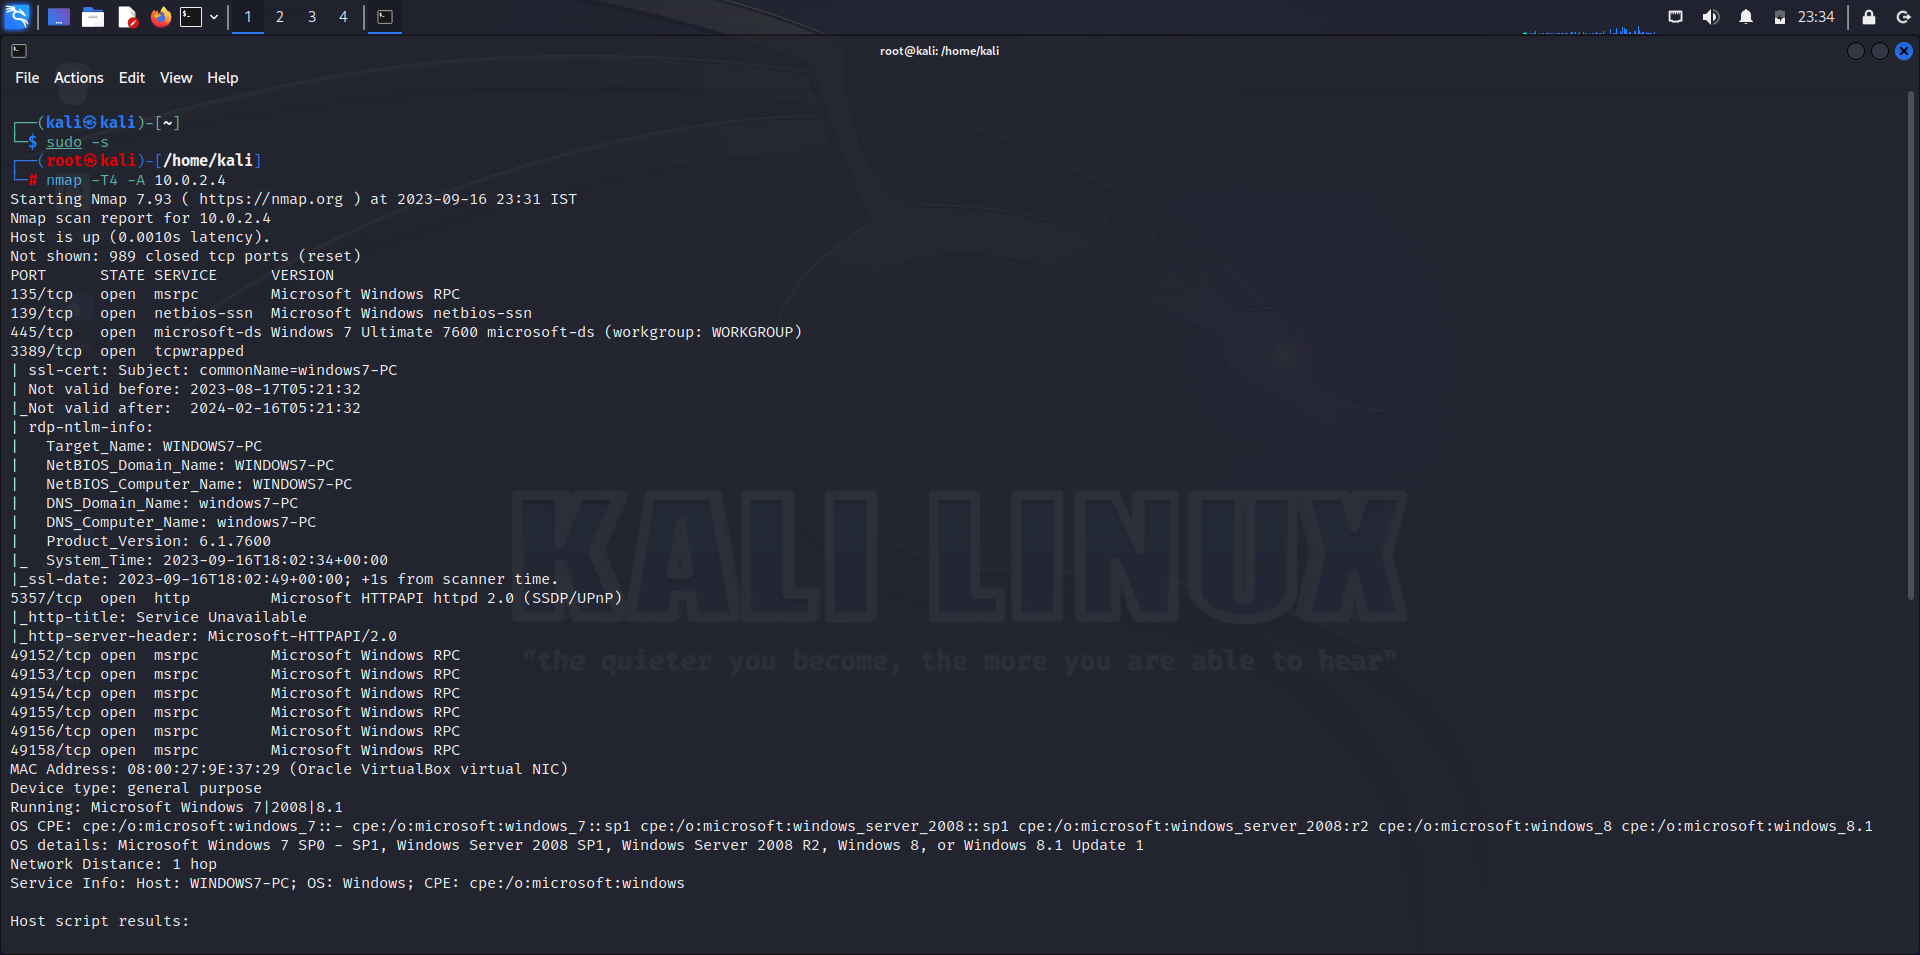 1 2 3 4 23:34
root@kali: /home/kali
File Actions Edit View Help
┌──(kali㉿kali)-[~]
└─$ sudo -s
┌──(root㉿kali)-[/home/kali]
└─# nmap -T4 -A 10.0.2.4
Starting Nmap 7.93 ( https://nmap.org ) at 2023-09-16 23:31 IST
Nmap scan report for 10.0.2.4
Host is up (0.0010s latency).
Not shown: 989 closed tcp ports (reset)
PORT      STATE SERVICE      VERSION
135/tcp   open  msrpc        Microsoft Windows RPC
139/tcp   open  netbios-ssn  Microsoft Windows netbios-ssn
445/tcp   open  microsoft-ds Windows 7 Ultimate 7600 microsoft-ds (workgroup: WORKGROUP)
3389/tcp  open  tcpwrapped
| ssl-cert: Subject: commonName=windows7-PC
| Not valid before: 2023-08-17T05:21:32
|_Not valid after:  2024-02-16T05:21:32
| rdp-ntlm-info:
|   Target_Name: WINDOWS7-PC
|   NetBIOS_Domain_Name: WINDOWS7-PC
|   NetBIOS_Computer_Name: WINDOWS7-PC
|   DNS_Domain_Name: windows7-PC
|   DNS_Computer_Name: windows7-PC
|   Product_Version: 6.1.7600
|_  System_Time: 2023-09-16T18:02:34+00:00
|_ssl-date: 2023-09-16T18:02:49+00:00; +1s from scanner time.
5357/tcp  open  http         Microsoft HTTPAPI httpd 2.0 (SSDP/UPnP)
|_http-title: Service Unavailable
|_http-server-header: Microsoft-HTTPAPI/2.0
49152/tcp open  msrpc        Microsoft Windows RPC
49153/tcp open  msrpc        Microsoft Windows RPC
49154/tcp open  msrpc        Microsoft Windows RPC
49155/tcp open  msrpc        Microsoft Windows RPC
49156/tcp open  msrpc        Microsoft Windows RPC
49158/tcp open  msrpc        Microsoft Windows RPC
MAC Address: 08:00:27:9E:37:29 (Oracle VirtualBox virtual NIC)
Device type: general purpose
Running: Microsoft Windows 7|2008|8.1
OS CPE: cpe:/o:microsoft:windows_7::- cpe:/o:microsoft:windows_7::sp1 cpe:/o:microsoft:windows_server_2008::sp1 cpe:/o:microsoft:windows_server_2008:r2 cpe:/o:microsoft:windows_8 cpe:/o:microsoft:windows_8.1
OS details: Microsoft Windows 7 SP0 - SP1, Windows Server 2008 SP1, Windows Server 2008 R2, Windows 8, or Windows 8.1 Update 1
Network Distance: 1 hop
Service Info: Host: WINDOWS7-PC; OS: Windows; CPE: cpe:/o:microsoft:windows
Host script results:
KALI LINUX
"the quieter you become, the more you are able to hear"